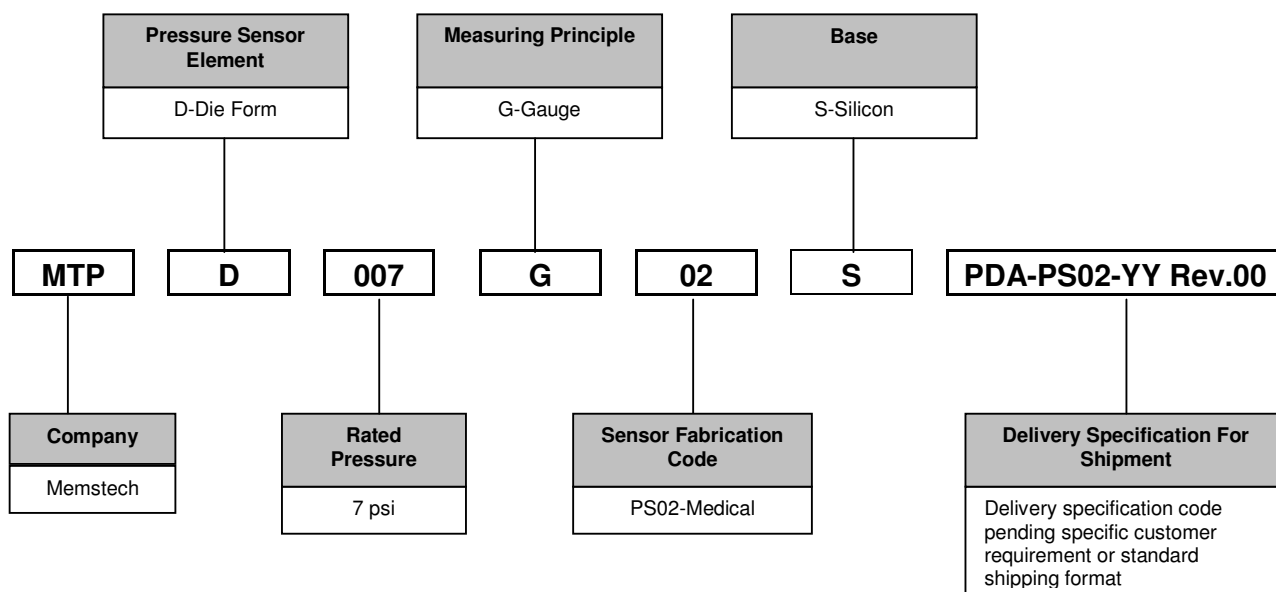 Pressure Sensor
Element
D-Die Form
Measuring Principle
G-Gauge
Base
S-Silicon
MTP
D
007
G
02
S
PDA-PS02-YY Rev.00
Company
Memstech
Rated
Pressure
7 psi
Sensor Fabrication
Code
PS02-Medical
Delivery Specification For
Shipment
Delivery specification code
pending specific customer
requirement or standard
shipping format